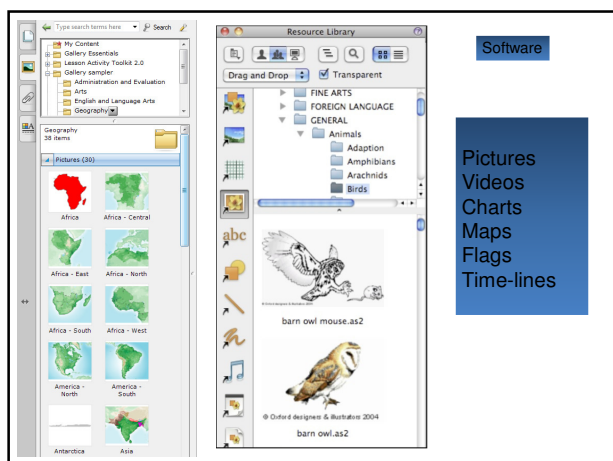 Type search terms here
Search
My Content
Gallery Essentials
Lesson Activity Toolkit 2.0
Gallery sampler
Administration and Evaluation
Arts
English and Language Arts
Geography
Geography
38 items
Pictures (30)
Africa
Africa - Central
Africa - East
Africa - North
Africa - South
Africa - West
America - North
America - South
Antarctica
Asia
Resource Library
Drag and Drop
Transparent
FINE ARTS
FOREIGN LANGUAGE
GENERAL
Animals
Adaption
Amphibians
Arachnids
Birds
abc
barn owl mouse.as2
© Oxford designers & illustrators 2004
barn owl.as2
Software
Pictures
Videos
Charts
Maps
Flags
Time-lines